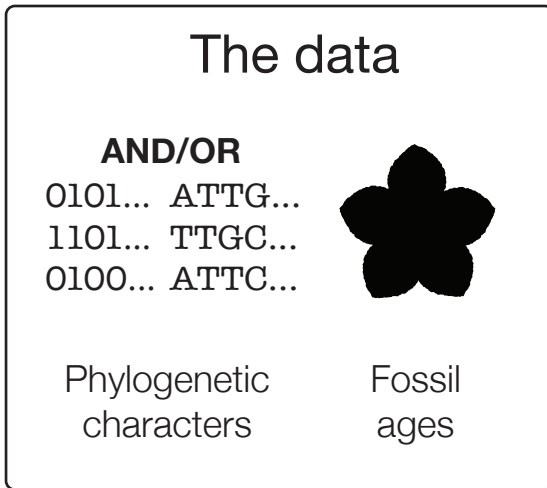 The data
AND/OR
0101... ATTG...
1101... TTGC...
0100... ATTC...
Phylogenetic
characters
Fossil
ages